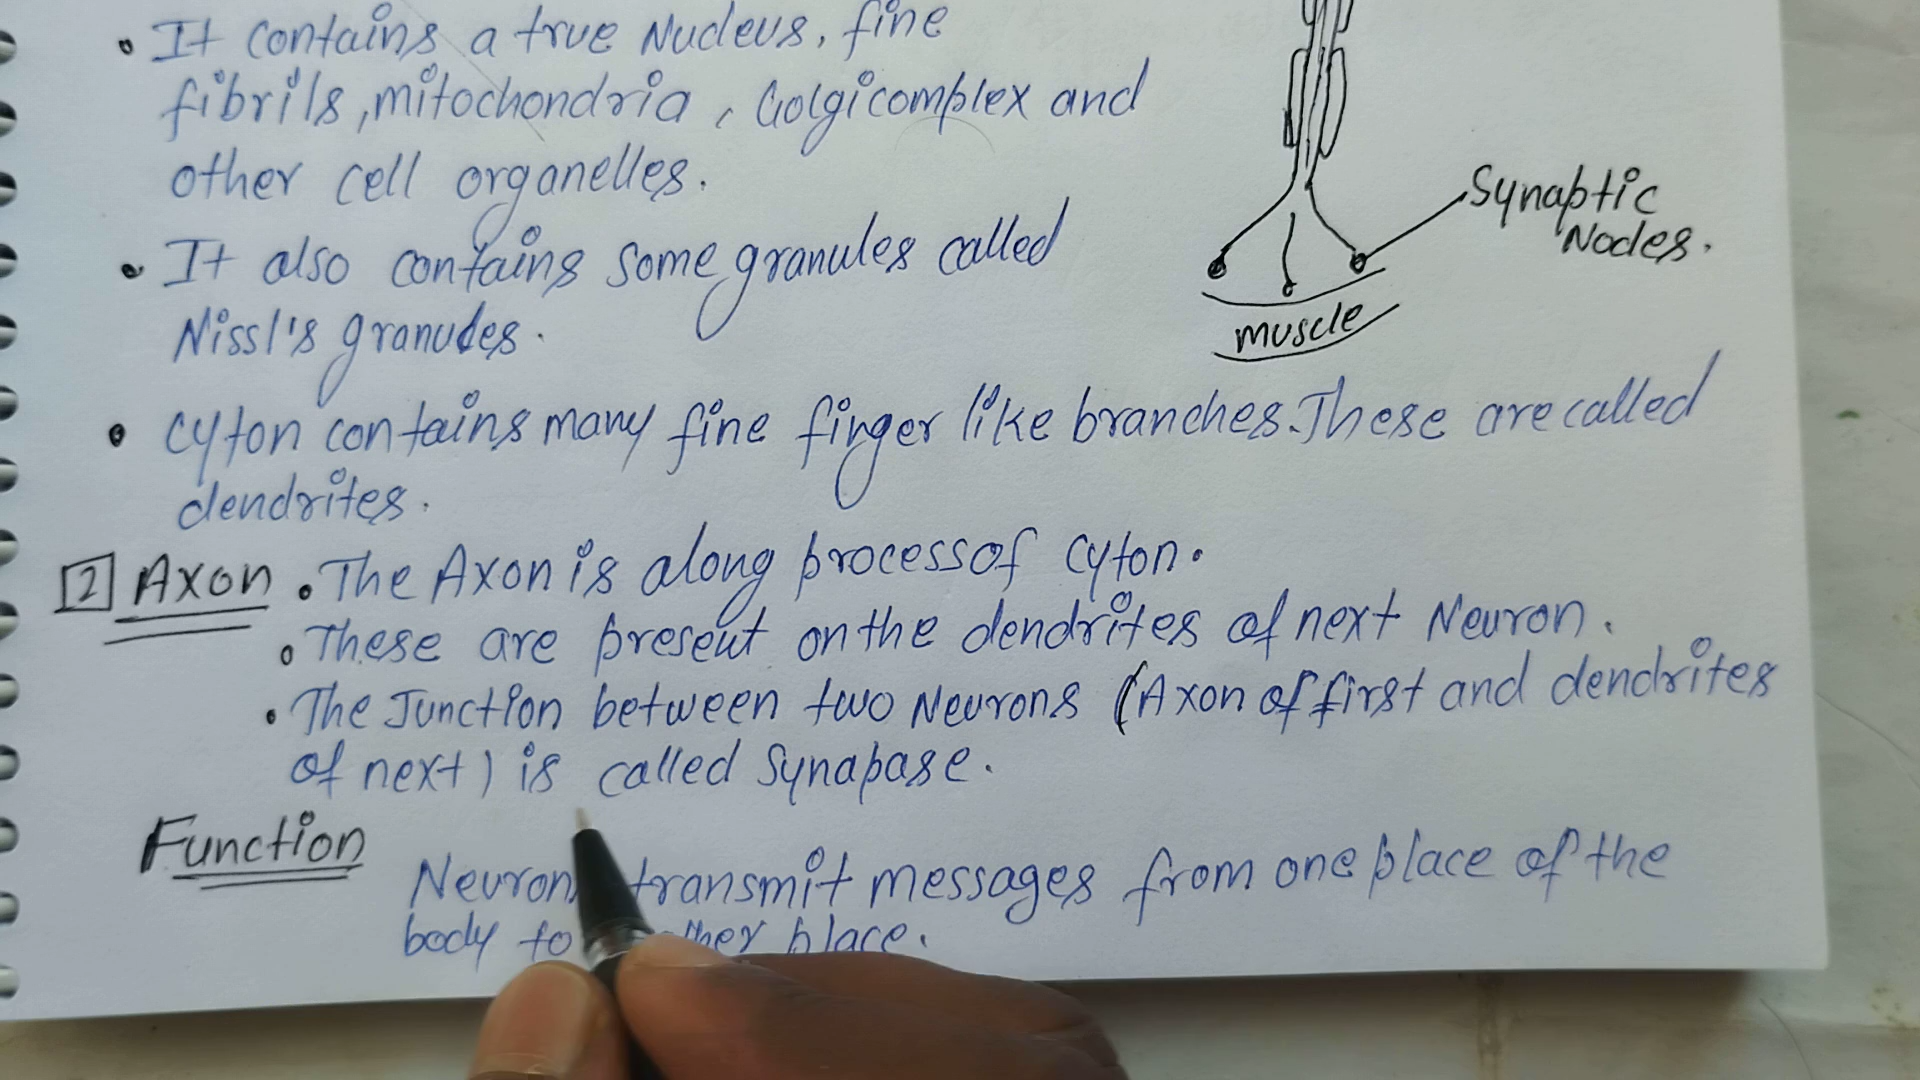 • It contains a true Nucleus, fine
fibrils, mitochondria, Golgi complex and
other cell organelles.
• It also contains some granules called
Nissl's granules.
Synaptic
Nodes.
muscle
• Cyton contains many fine finger like branches. These are called
dendrites.
2 Axon • The Axon is along process of cyton.
• These are present on the dendrites of next Neuron.
• The Junction between two Neurons (Axon of first and dendrites
of next) is called Synapase.
Function
Neurons transmit messages from one place of the
body to place.